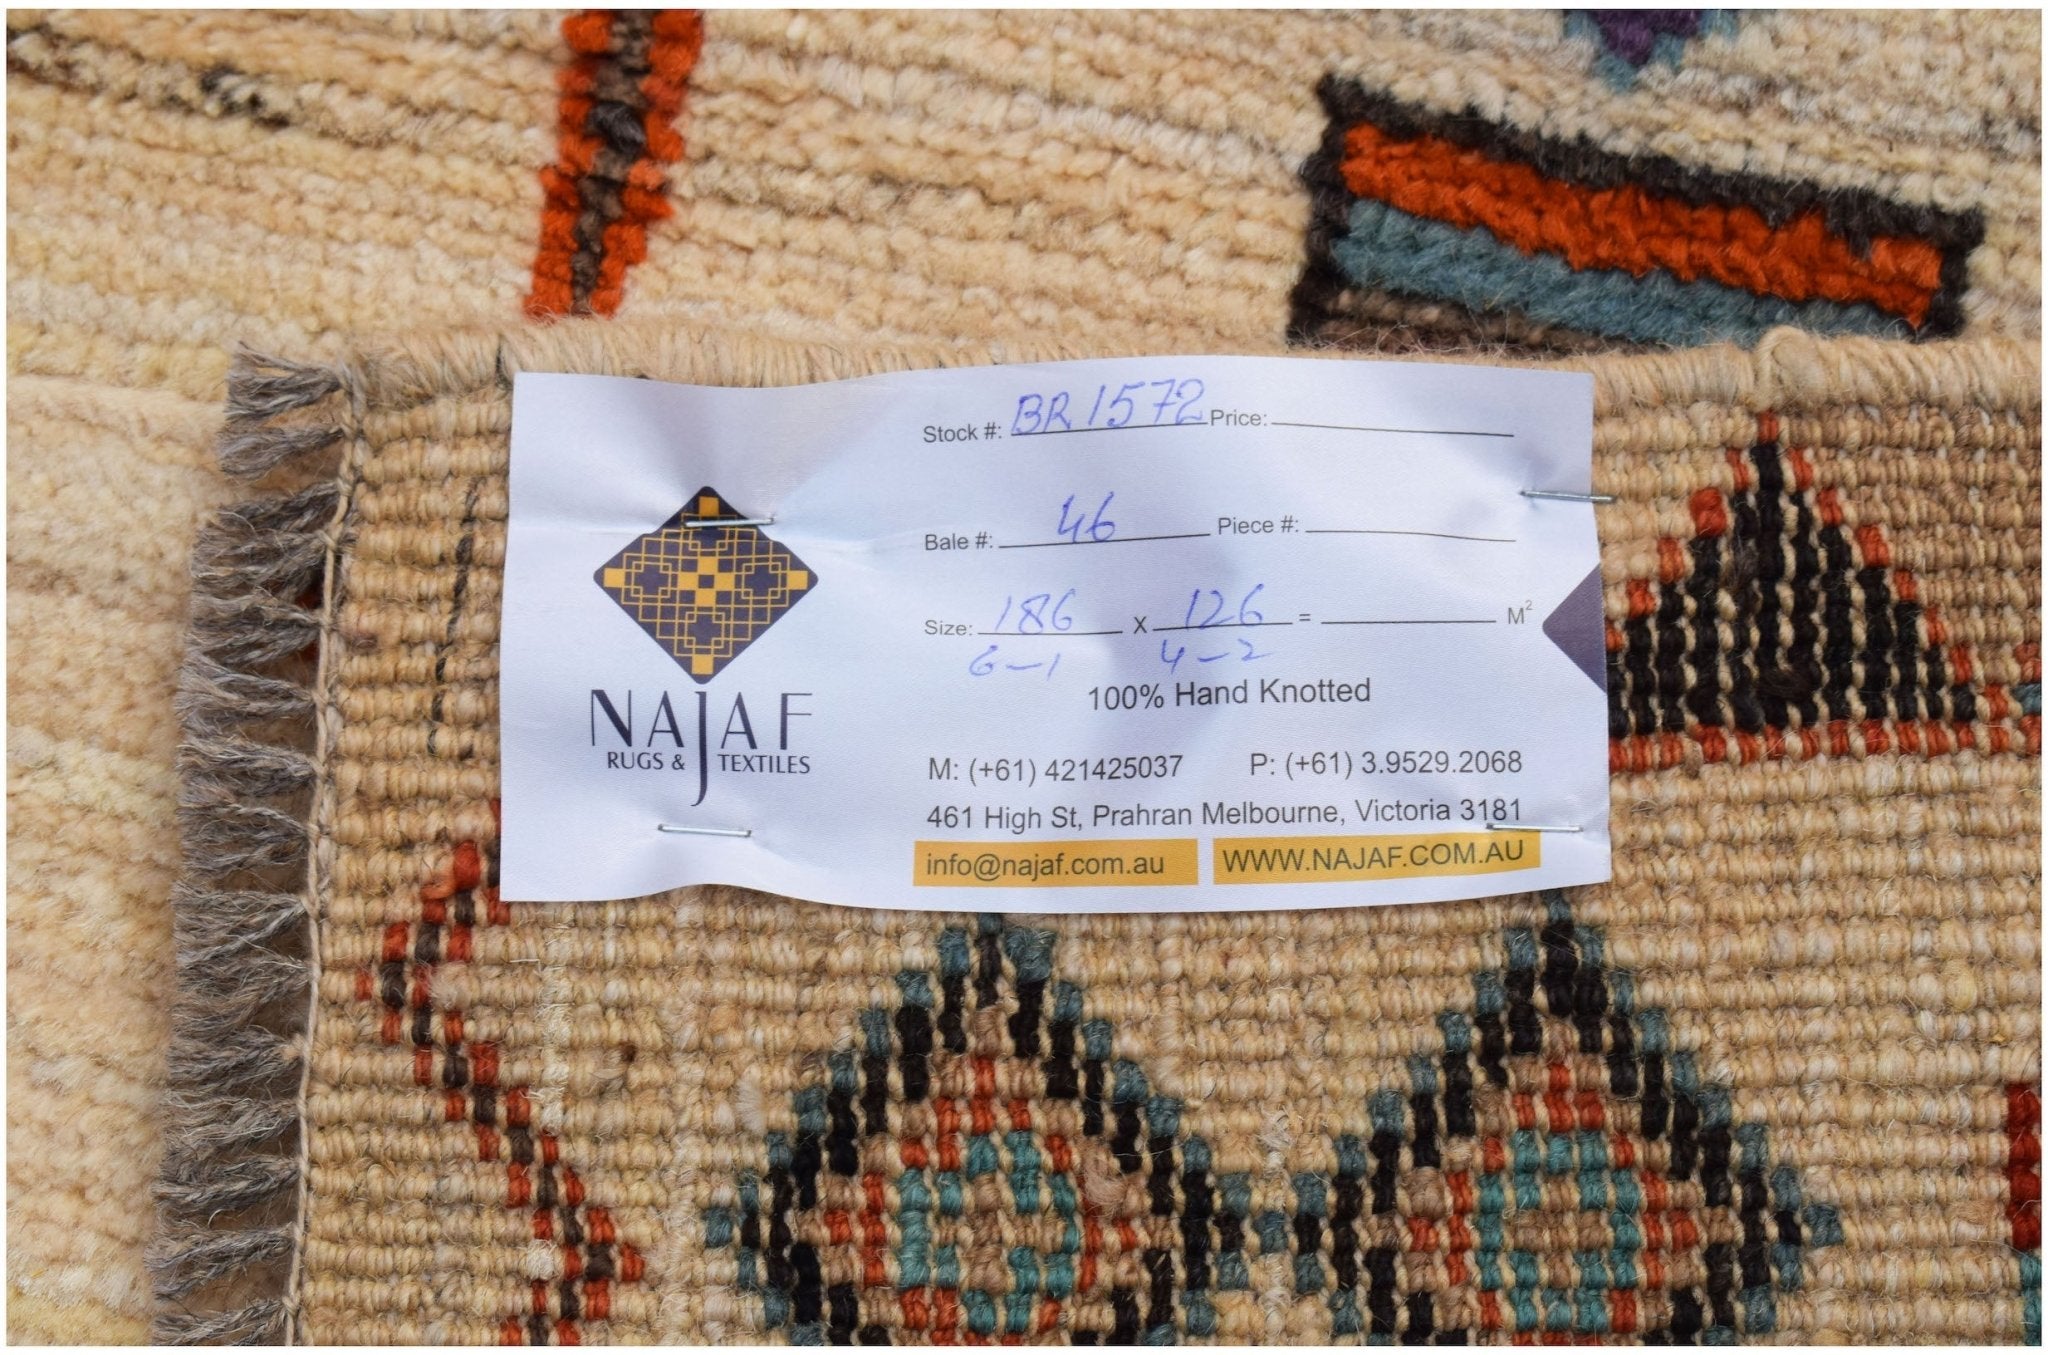 Stock #: BR1572 Price:
Bale #: 46 Piece #:
Size: 186 X 126 = M²
6-1 4-2
100% Hand Knotted
NAJAF
RUGS & TEXTILES
M: (+61) 421425037 P: (+61) 3.9529.2068
461 High St, Prahran Melbourne, Victoria 3181
info@najaf.com.au WWW.NAJAF.COM.AU